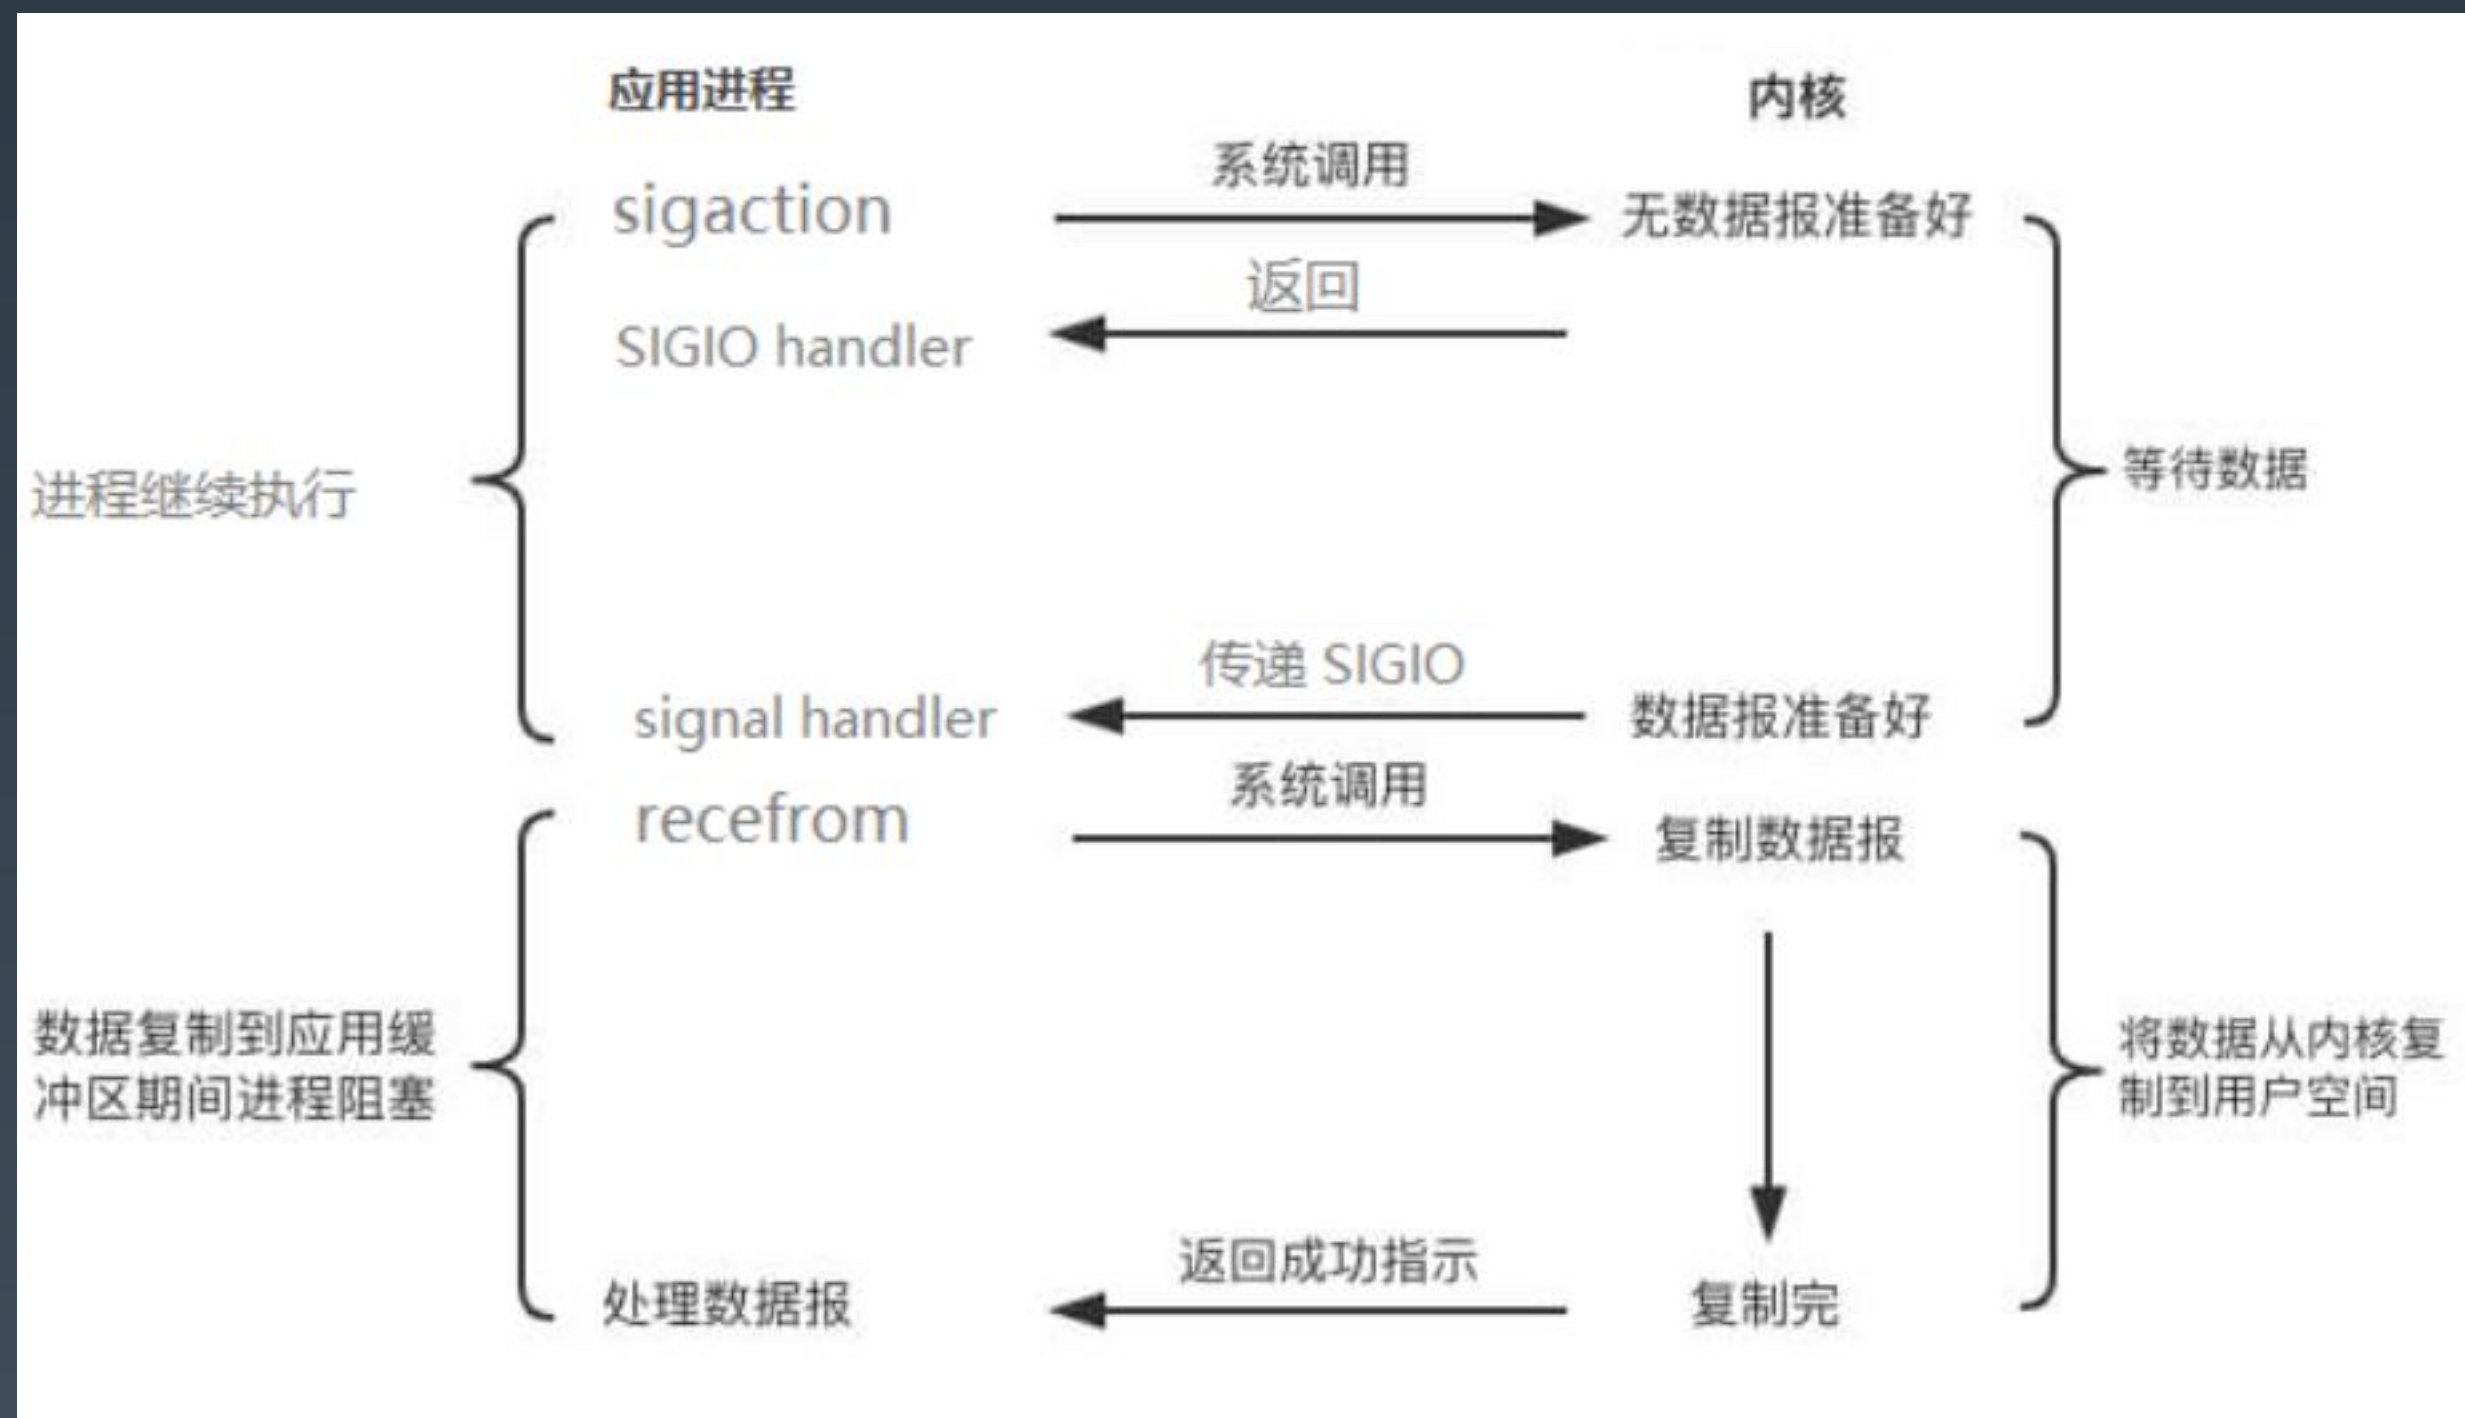 应用进程
内核
系统调用
sigaction
无数据报准备好
返回
SIGIO handler
进程继续执行
等待数据
传递 SIGIO
signal handler
数据报准备好
系统调用
recefrom
复制数据报
数据复制到应用缓
冲区期间进程阻塞
将数据从内核复
制到用户空间
返回成功指示
处理数据报
复制完